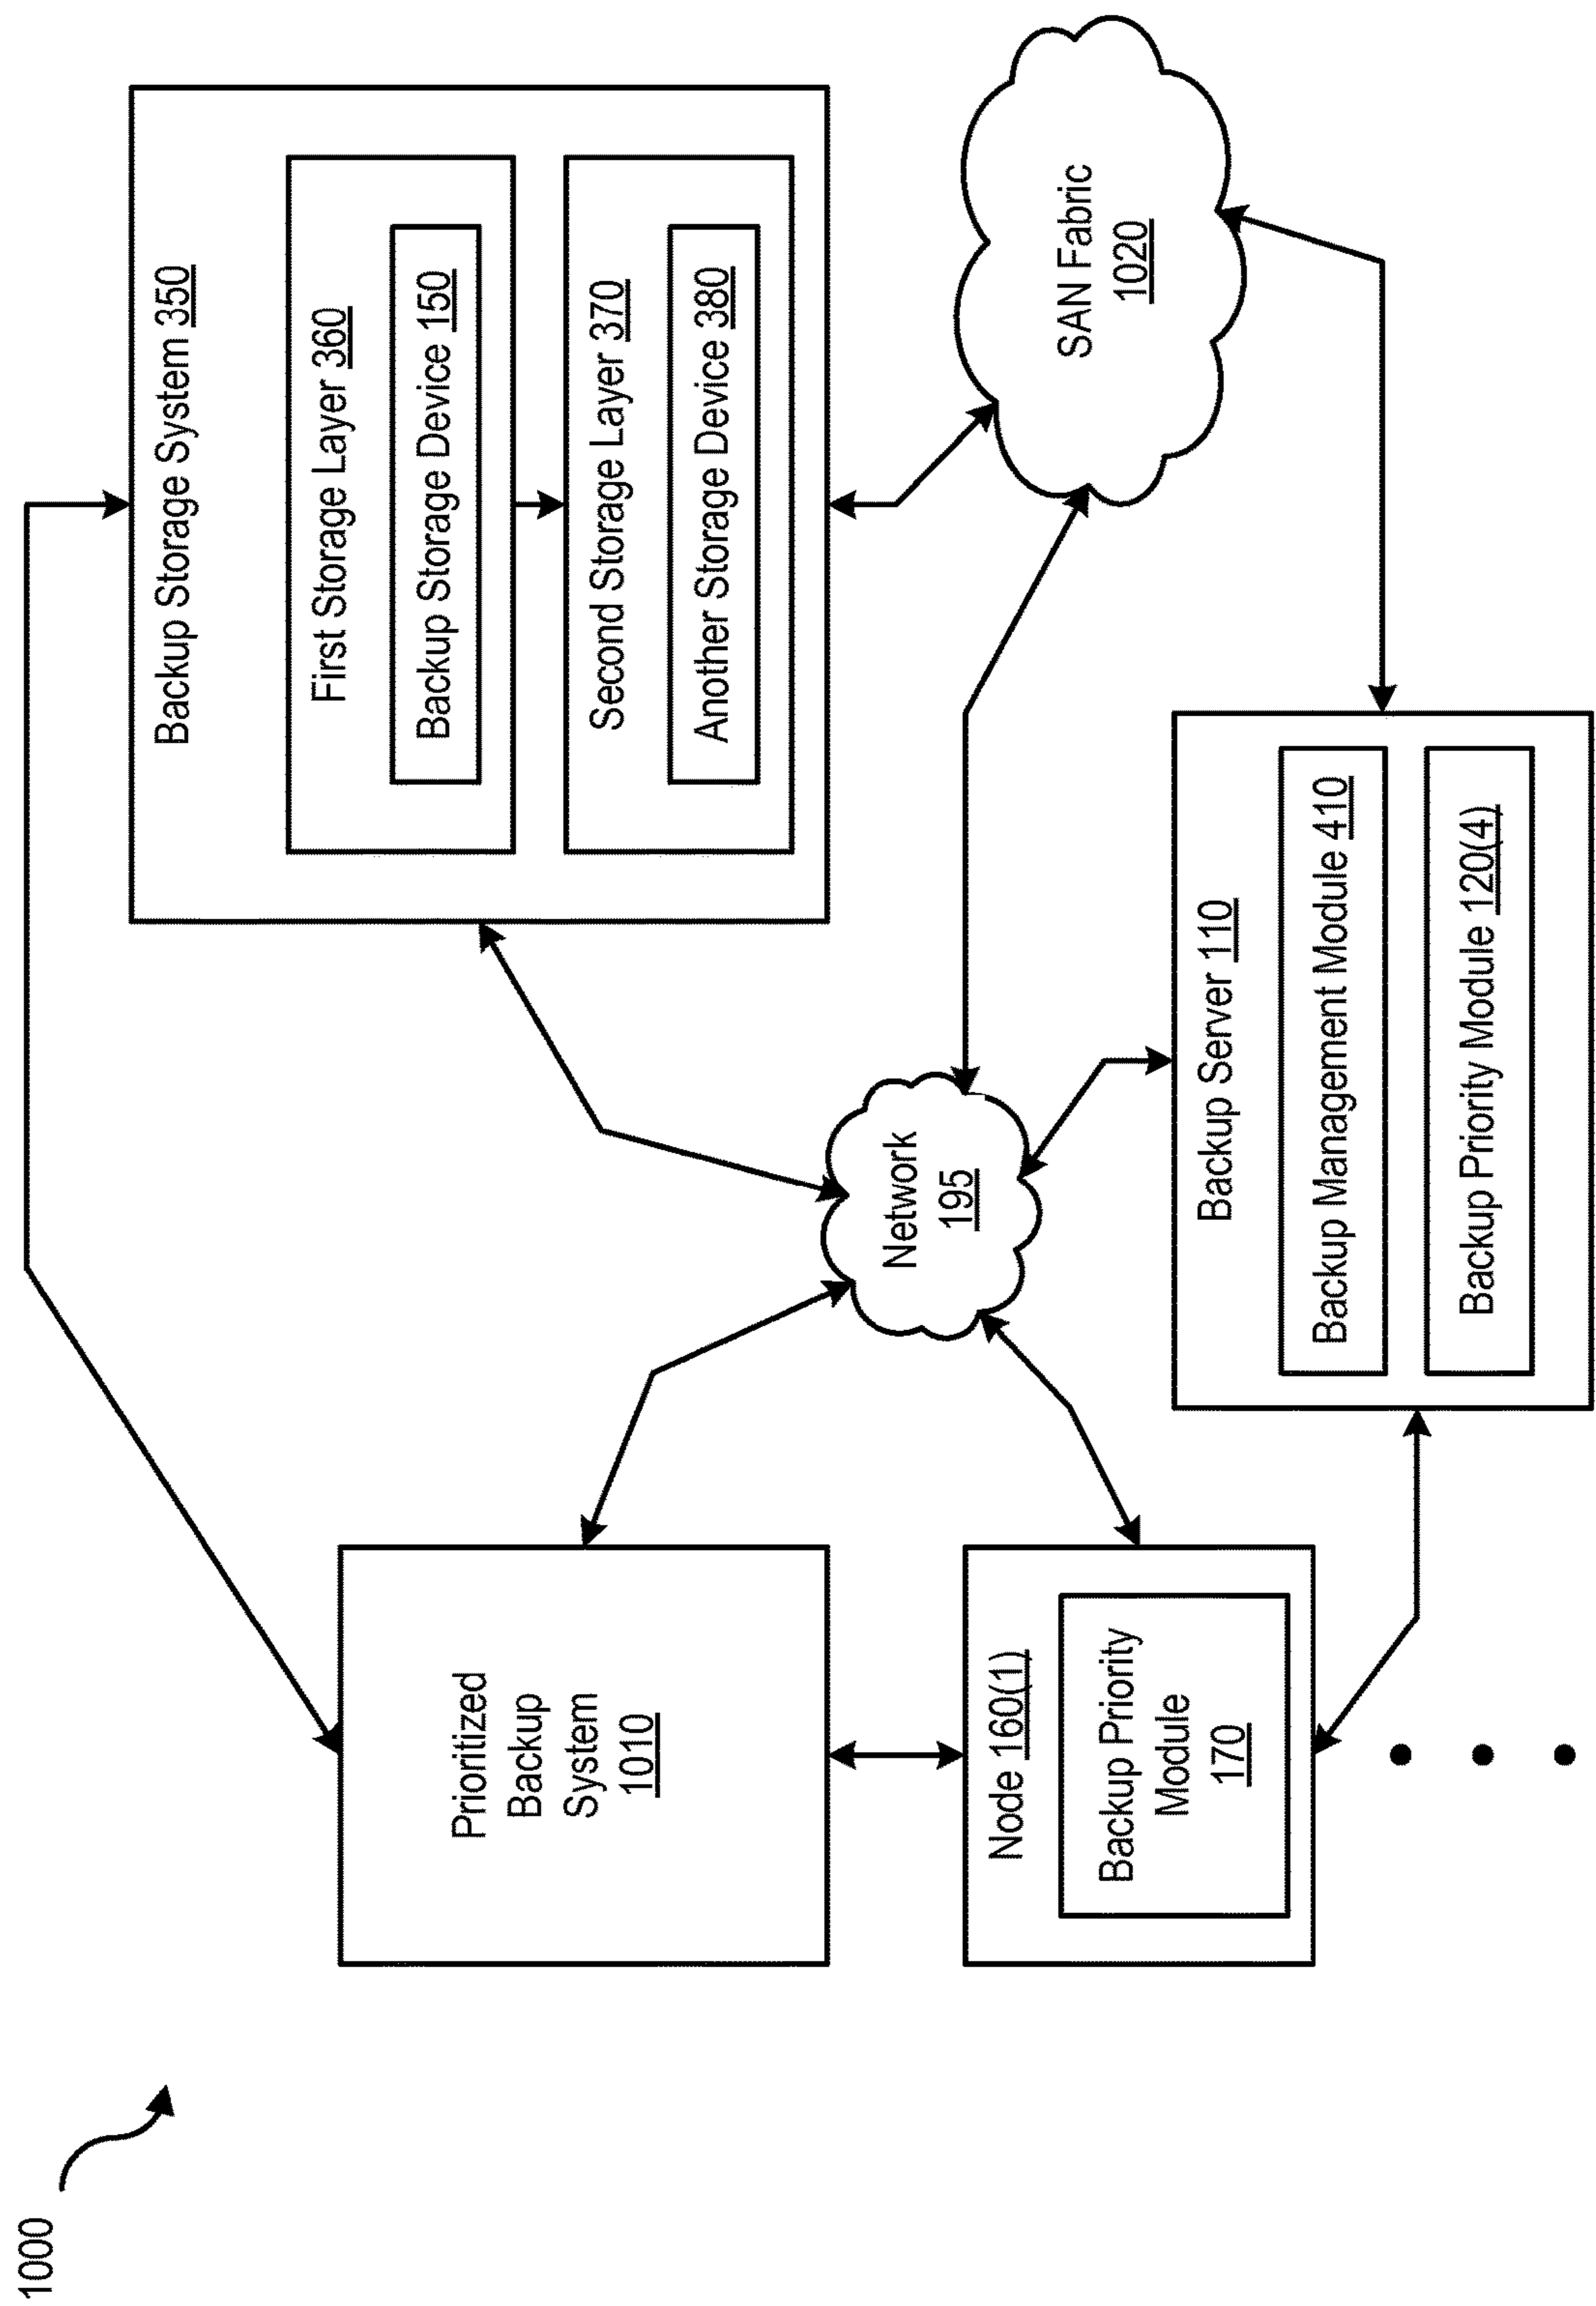 1000
Prioritized
Backup
System
1010
Node 160(1)
Backup Priority
Module
170
Network
195
Backup Storage System 350
First Storage Layer 360
Backup Storage Device 150
Second Storage Layer 370
Another Storage Device 380
SAN Fabric
1020
Backup Server 110
Backup Management Module 410
Backup Priority Module 120(4)